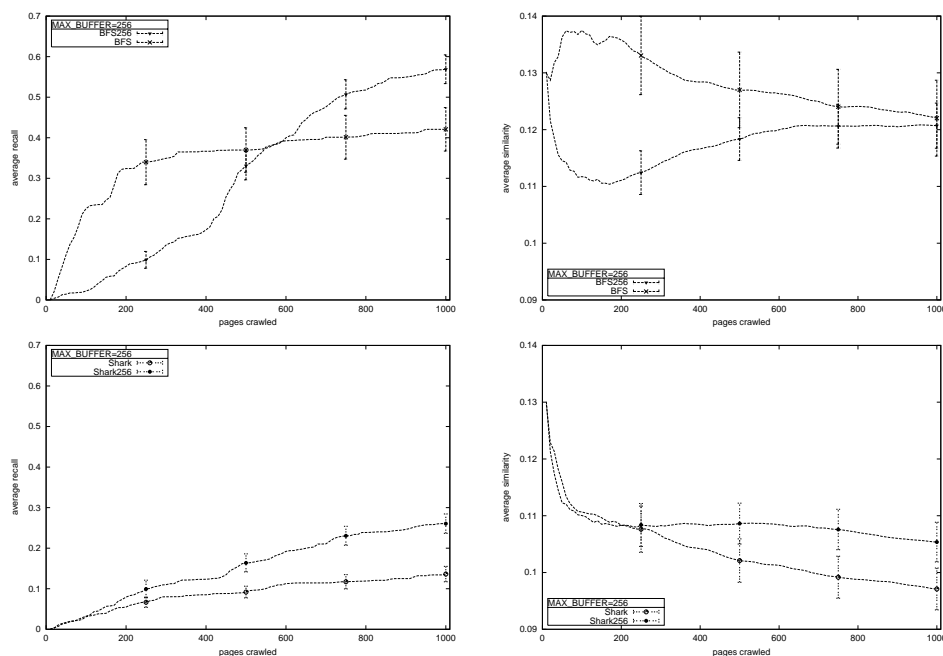 MAX_BUFFER=256
BFS256
BFS
0.7
0.6
0.5
0.4
0.3
0.2
0.1
0
average recall
0
200
400
600
800
1000
pages crawled
0.14
0.13
0.12
0.11
0.1
0.09
average similarity
MAX_BUFFER=256
BFS256
BFS
0
200
400
600
800
1000
pages crawled
MAX_BUFFER=256
Shark
Shark256
0.7
0.6
0.5
0.4
0.3
0.2
0.1
0
average recall
0
200
400
600
800
1000
pages crawled
0.14
0.13
0.12
0.11
0.1
0.09
average similarity
MAX_BUFFER=256
Shark
Shark256
0
200
400
600
800
1000
pages crawled